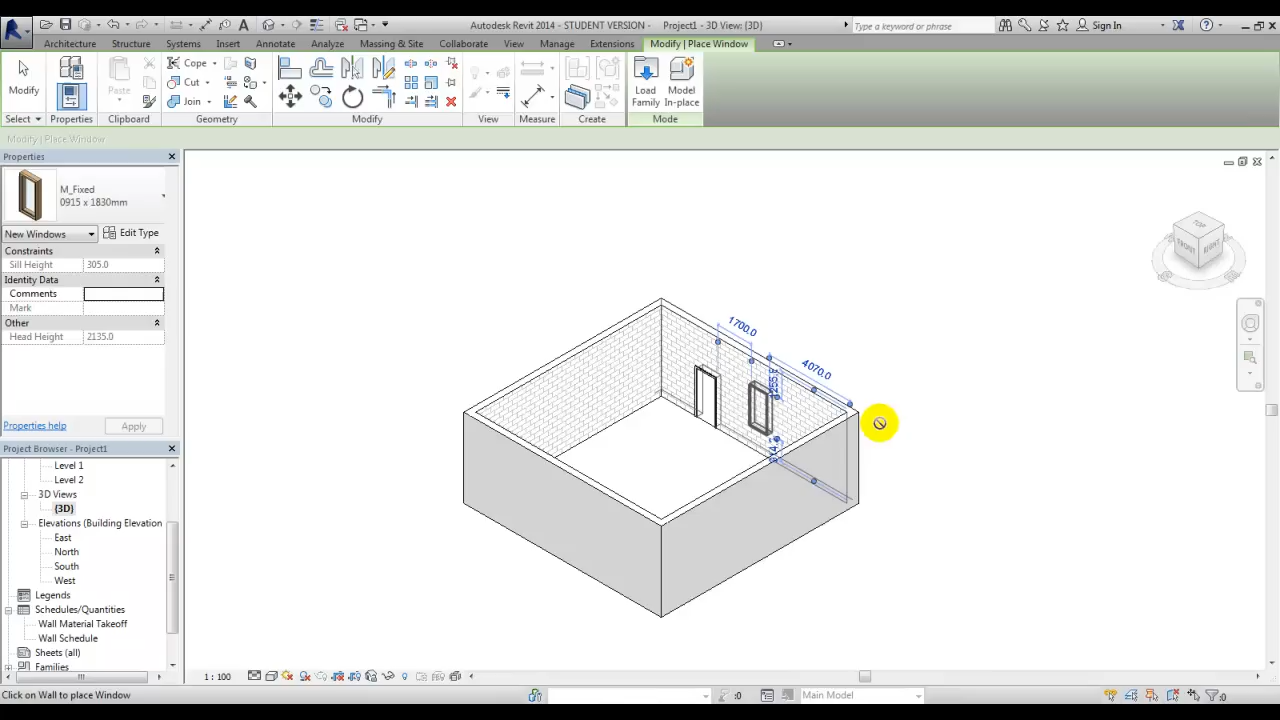 Autodesk Revit 2014 - STUDENT VERSION - Project1 - 3D View: {3D}
Type a keyword or phrase
Sign In
Architecture Structure Systems Insert Annotate Analyze Massing & Site Collaborate View Manage Extensions Modify | Place Window
Modify
Paste
Cope
Cut
Join
Load Family
Model In-place
Select Properties Clipboard Geometry Modify View Measure Create Mode
Modify | Place Window
Properties
M_Fixed
0915 x 1830mm
New Windows Edit Type
Constraints
Sill Height 305.0
Identity Data
Comments
Mark
Other
Head Height 2135.0
Properties help Apply
Project Browser - Project1
Level 1
Level 2
3D Views
{3D}
Elevations (Building Elevation
East
North
South
West
Legends
Schedules/Quantities
Wall Material Takeoff
Wall Schedule
Sheets (all)
Families
1700.0
4070.0
TOP
FRONT
RIGHT
1 : 100
Click on Wall to place Window
:0
Main Model
:0